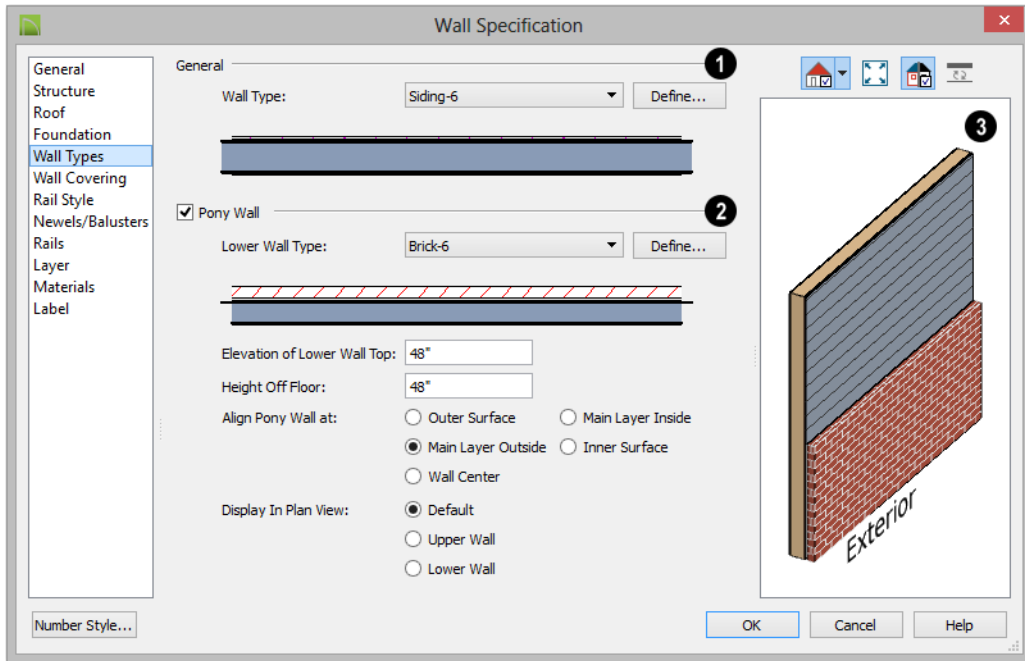 Wall Specification
General
Structure
Roof
Foundation
Wall Types
Wall Covering
Rail Style
Newels/Balusters
Rails
Layer
Materials
Label
General
1
Wall Type:
Siding-6
Define...
Pony Wall
2
Lower Wall Type:
Brick-6
Define...
Elevation of Lower Wall Top:
48"
Height Off Floor:
48"
Align Pony Wall at:
Outer Surface
Main Layer Inside
Main Layer Outside
Inner Surface
Wall Center
Display In Plan View:
Default
Upper Wall
Lower Wall
3
Exterior
Number Style...
OK
Cancel
Help